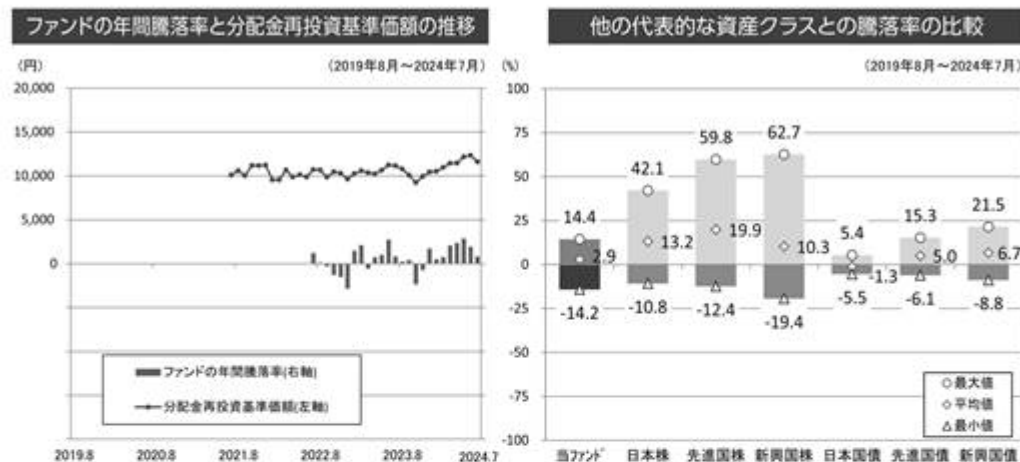 ファンドの年間騰落率と分配金再投資基準価額の推移
(円)
(2019年8月～2024年7月)
20,000
15,000
10,000
5,000
0
ファンドの年間騰落率(右軸)
分配金再投資基準価額(左軸)
2019.8 2020.8 2021.8 2022.8 2023.8 2024.7
他の代表的な資産クラスとの騰落率の比較
(%)
(2019年8月～2024年7月)
100
75
50
25
0
-25
-50
-75
-100
14.4 42.1 59.8 62.7 5.4 15.3 21.5
2.9 13.2 19.9 10.3 -1.3 5.0 6.7
-14.2 -10.8 -12.4 -19.4 -5.5 -6.1 -8.8
最大値
平均値
最小値
当ファンド 日本株 先進国株 新興国株 日本国債 先進国債 新興国債